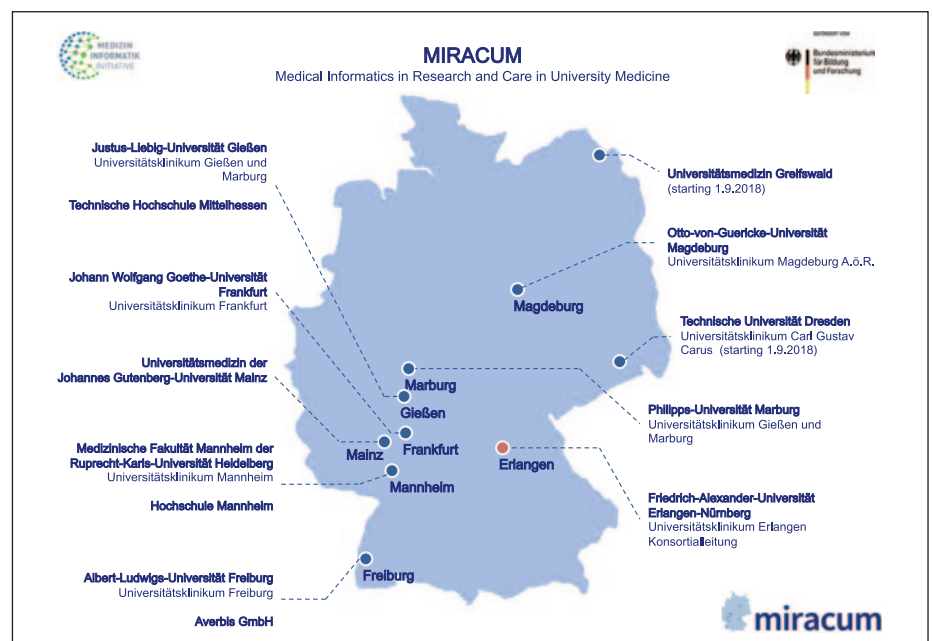 MEDIZIN
INFORMATIK
INITIATIVE
MIRACUM
Medical Informatics in Research and Care in University Medicine
GEFÖRDERT VOM
Bundesministerium
für Bildung
und Forschung
Justus-Liebig-Universität Gießen
Universitätsklinikum Gießen und
Marburg
Technische Hochschule Mittelhessen
Johann Wolfgang Goethe-Universität
Frankfurt
Universitätsklinikum Frankfurt
Universitätsmedizin der
Johannes Gutenberg-Universität Mainz
Medizinische Fakultät Mannheim der
Ruprecht-Karls-Universität Heidelberg
Universitätsklinikum Mannheim
Hochschule Mannheim
Albert-Ludwigs-Universität Freiburg
Universitätsklinikum Freiburg
Averbis GmbH
Magdeburg
Marburg
Gießen
Frankfurt
Mainz
Mannheim
Erlangen
Freiburg
Universitätsmedizin Greifswald
(starting 1.9.2018)
Otto-von-Guericke-Universität
Magdeburg
Universitätsklinikum Magdeburg A.ö.R.
Technische Universität Dresden
Universitätsklinikum Carl Gustav
Carus (starting 1.9.2018)
Philipps-Universität Marburg
Universitätsklinikum Gießen und
Marburg
Friedrich-Alexander-Universität
Erlangen-Nürnberg
Universitätsklinikum Erlangen
Konsortialleitung
miracum